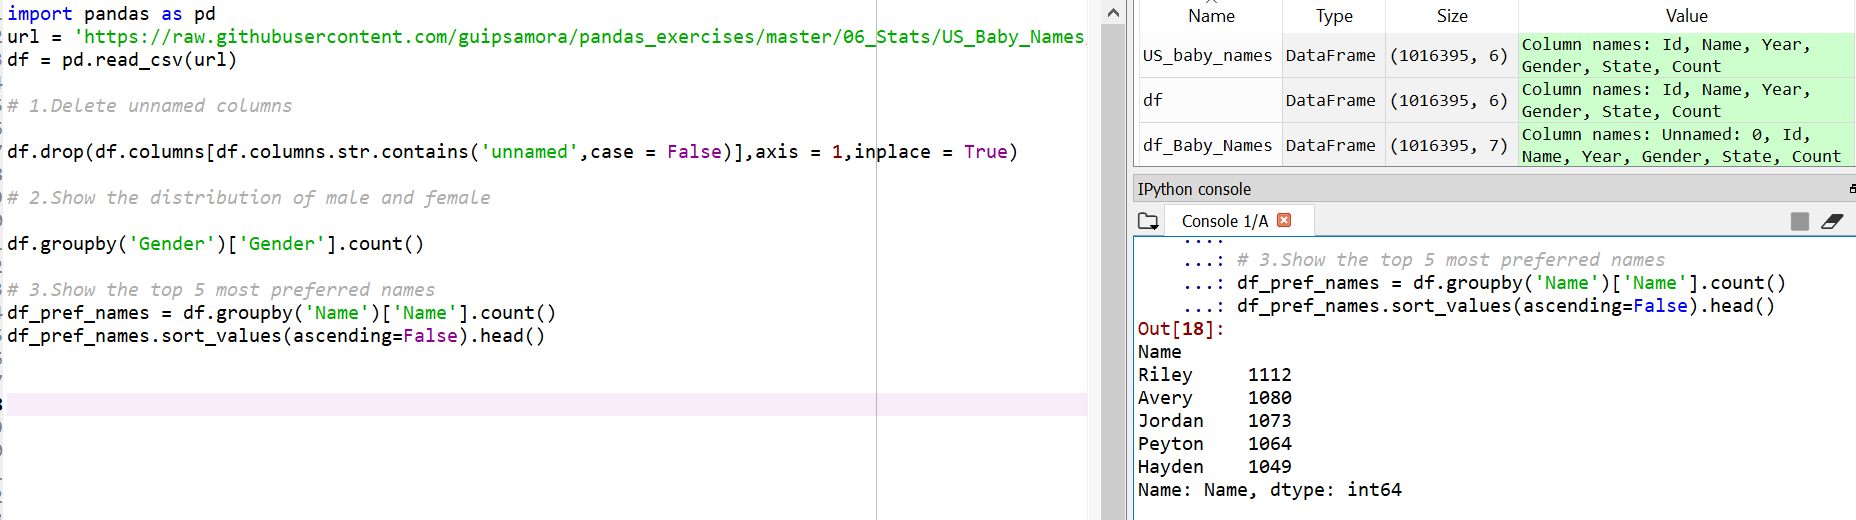 import pandas as pd
url = 'https://raw.githubusercontent.com/guipsamora/pandas_exercises/master/06_Stats/US_Baby_Names
df = pd.read_csv(url)
# 1.Delete unnamed columns
df.drop(df.columns[df.columns.str.contains('unnamed',case = False)],axis = 1,inplace = True)
# 2.Show the distribution of male and female
df.groupby('Gender')['Gender'].count()
# 3.Show the top 5 most preferred names
df_pref_names = df.groupby('Name')['Name'].count()
df_pref_names.sort_values(ascending=False).head()
Name Type Size Value
US_baby_names DataFrame (1016395, 6) Column names: Id, Name, Year,
Gender, State, Count
df DataFrame (1016395, 6) Column names: Id, Name, Year,
Gender, State, Count
df_Baby_Names DataFrame (1016395, 7) Column names: Unnamed: 0, Id,
Name, Year, Gender, State, Count
IPython console
Console 1/A
...:
...: # 3.Show the top 5 most preferred names
...: df_pref_names = df.groupby('Name')['Name'].count()
...: df_pref_names.sort_values(ascending=False).head()
Out[18]:
Name
Riley 1112
Avery 1080
Jordan 1073
Peyton 1064
Hayden 1049
Name: Name, dtype: int64